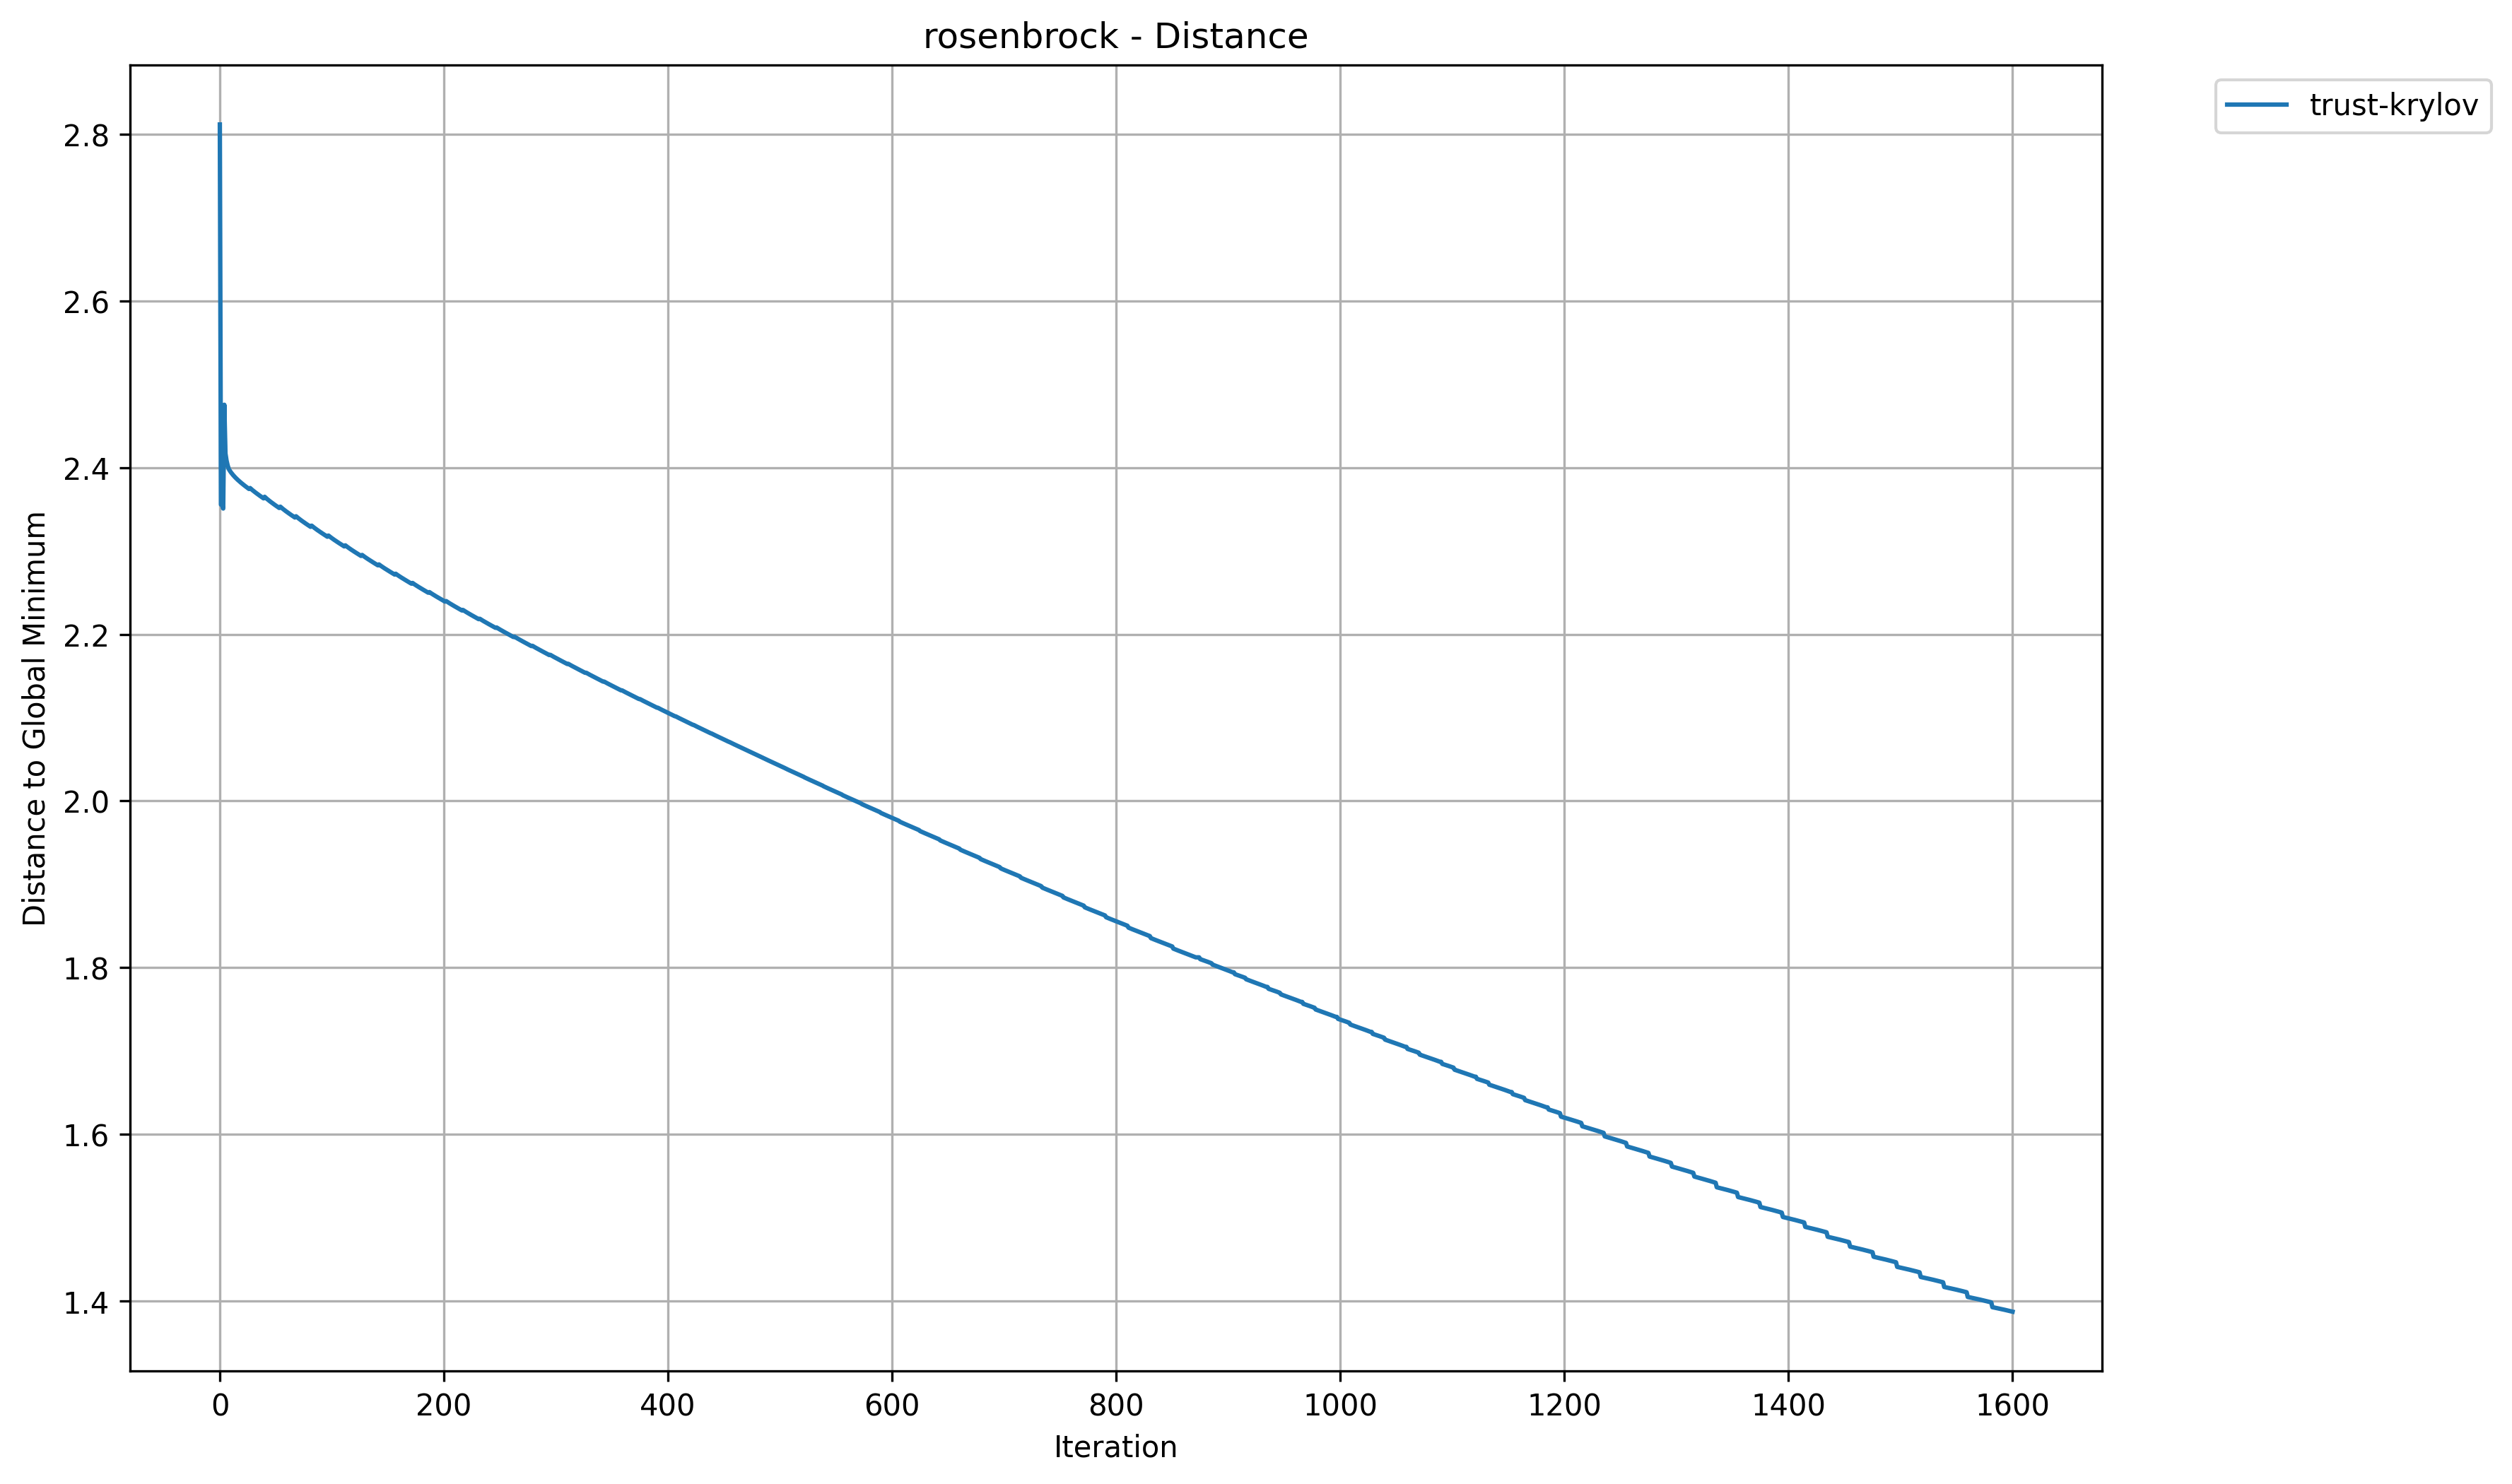 rosenbrock - Distance
trust-krylov
Distance to Global Minimum
2.8
2.6
2.4
2.2
2.0
1.8
1.6
1.4
0 200 400 600 800 1000 1200 1400 1600
Iteration